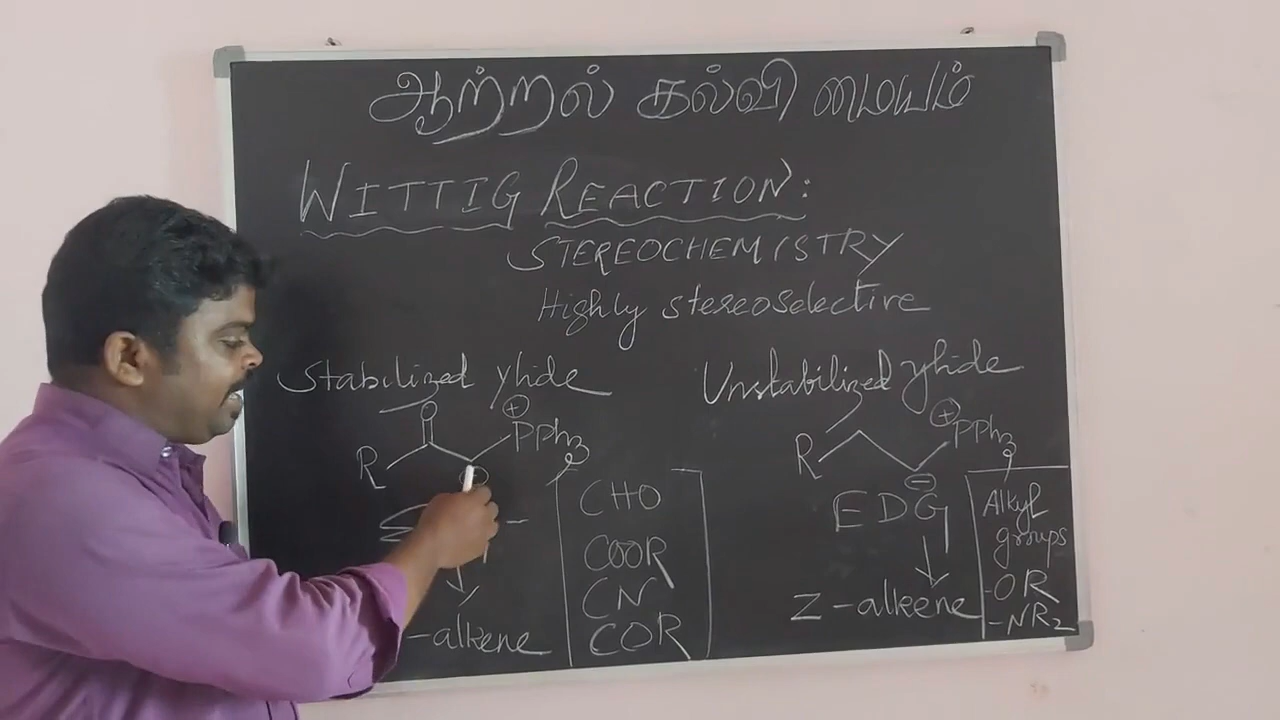 ஆற்றல் கல்வி மையம்
WITTIG REACTION:
STEREOCHEMISTRY
Highly stereoselective
Stabilized ylide
O
⊕
R PPh3
CHO
COOR
CN
COR
-alkene
Unstabilized ylide
⊕
R PPh3
⊖
EDG
Z-alkene
Alkyl
groups
-OR
-NR2